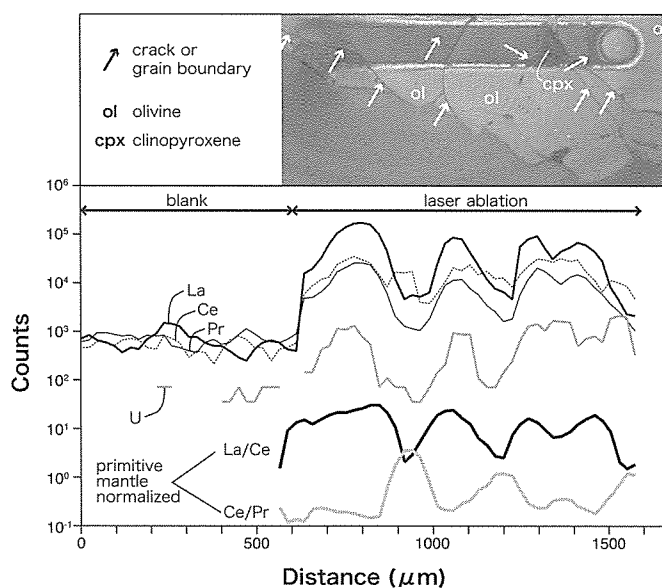 crack or
grain boundary
ol olivine
cpx clinopyroxene
ol
ol
cpx
blank
laser ablation
10⁶
10⁵
10⁴
10³
10²
10¹
10⁰
10⁻¹
Counts
La
Ce
Pr
U
La/Ce
primitive
mantle
normalized
Ce/Pr
0
500
1000
1500
Distance (μm)